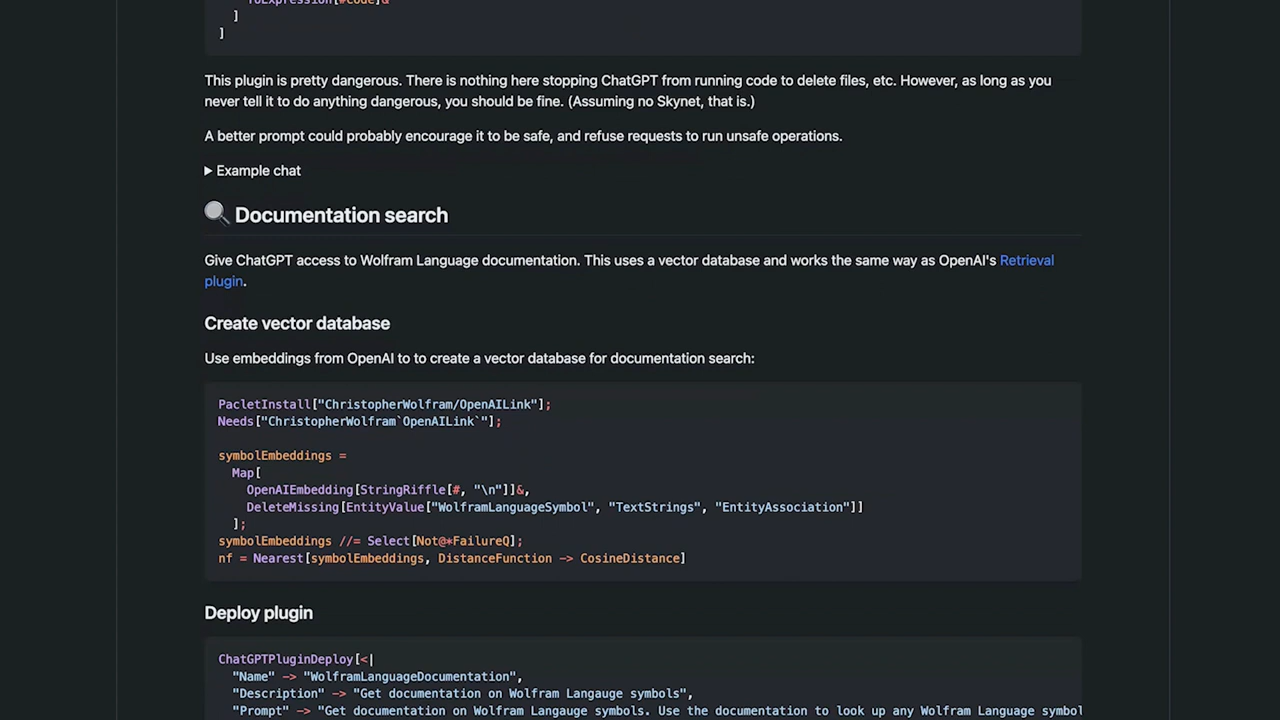 ToExpression[#code]&
]
]
This plugin is pretty dangerous. There is nothing here stopping ChatGPT from running code to delete files, etc. However, as long as you
never tell it to do anything dangerous, you should be fine. (Assuming no Skynet, that is.)
A better prompt could probably encourage it to be safe, and refuse requests to run unsafe operations.
Example chat
Documentation search
Give ChatGPT access to Wolfram Language documentation. This uses a vector database and works the same way as OpenAI's Retrieval
plugin.
Create vector database
Use embeddings from OpenAI to to create a vector database for documentation search:
PacletInstall["ChristopherWolfram/OpenAILink"];
Needs["ChristopherWolfram`OpenAILink`"];
symbolEmbeddings =
Map[
OpenAIEmbedding[StringRiffle[#, "\n"]]&,
DeleteMissing[EntityValue["WolframLanguageSymbol", "TextStrings", "EntityAssociation"]]
];
symbolEmbeddings //= Select[Not@*FailureQ];
nf = Nearest[symbolEmbeddings, DistanceFunction -> CosineDistance]
Deploy plugin
ChatGPTPluginDeploy[<|
"Name" -> "WolframLanguageDocumentation",
"Description" -> "Get documentation on Wolfram Langauge symbols",
"Prompt" -> "Get documentation on Wolfram Langauge symbols. Use the documentation to look up any Wolfram Language symbol